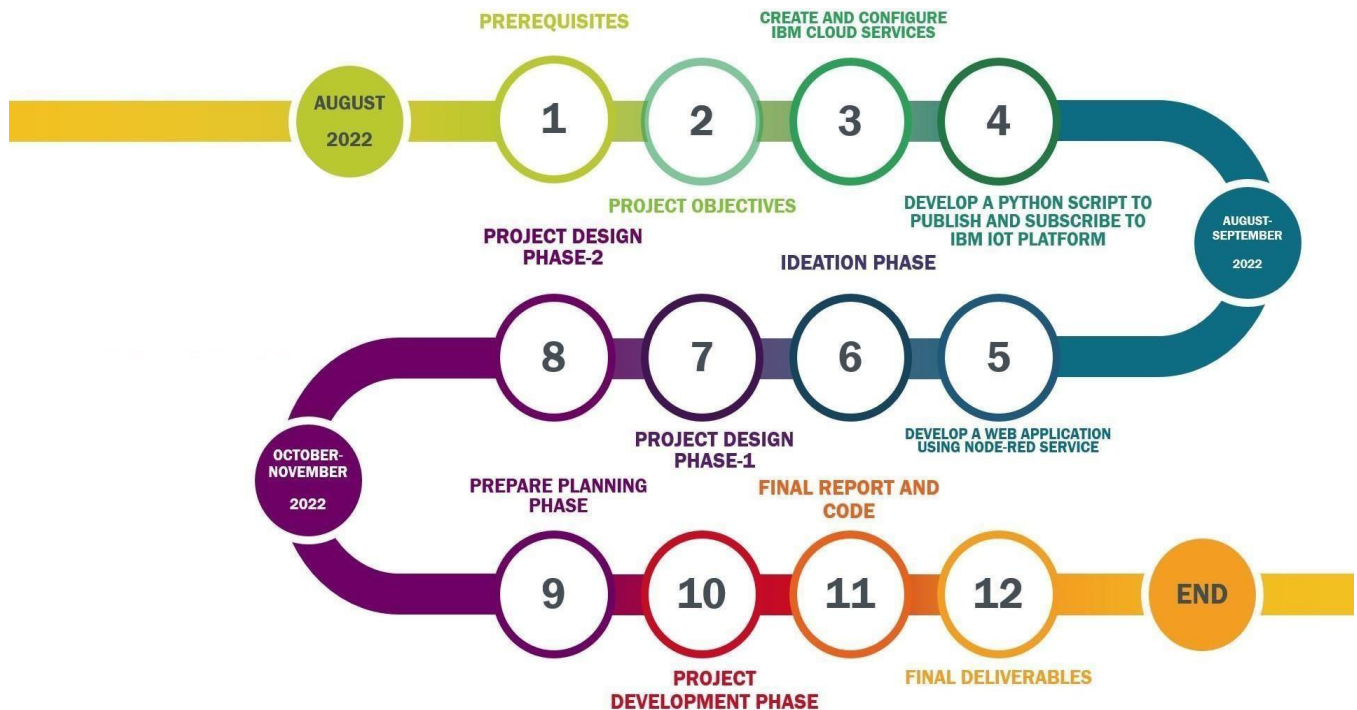 PREREQUISITES
CREATE AND CONFIGURE
IBM CLOUD SERVICES
AUGUST
2022
1
2
3
4
PROJECT OBJECTIVES
DEVELOP A PYTHON SCRIPT TO
PUBLISH AND SUBSCRIBE TO
IBM IOT PLATFORM
AUGUST-
SEPTEMBER
2022
PROJECT DESIGN
PHASE-2
IDEATION PHASE
8
7
6
5
PROJECT DESIGN
PHASE-1
DEVELOP A WEB APPLICATION
USING NODE-RED SERVICE
OCTOBER-
NOVEMBER
2022
PREPARE PLANNING
PHASE
FINAL REPORT AND
CODE
9
10
11
12
END
PROJECT
DEVELOPMENT PHASE
FINAL DELIVERABLES